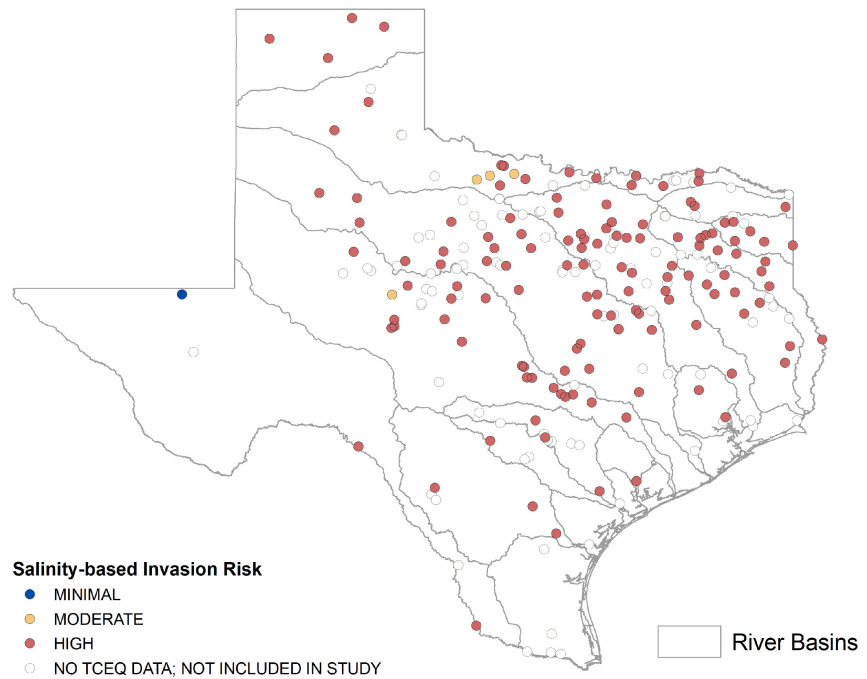 Salinity-based Invasion Risk
MINIMAL
MODERATE
HIGH
NO TCEQ DATA; NOT INCLUDED IN STUDY
River Basins